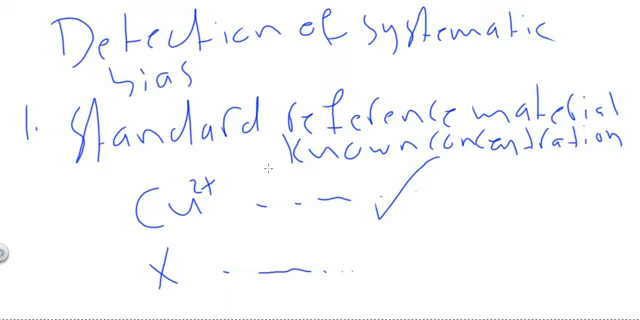 Detection of systematic
bias
1. Standard reference material
known concentration
Cu²⁺ - - - ✓
X - — ...